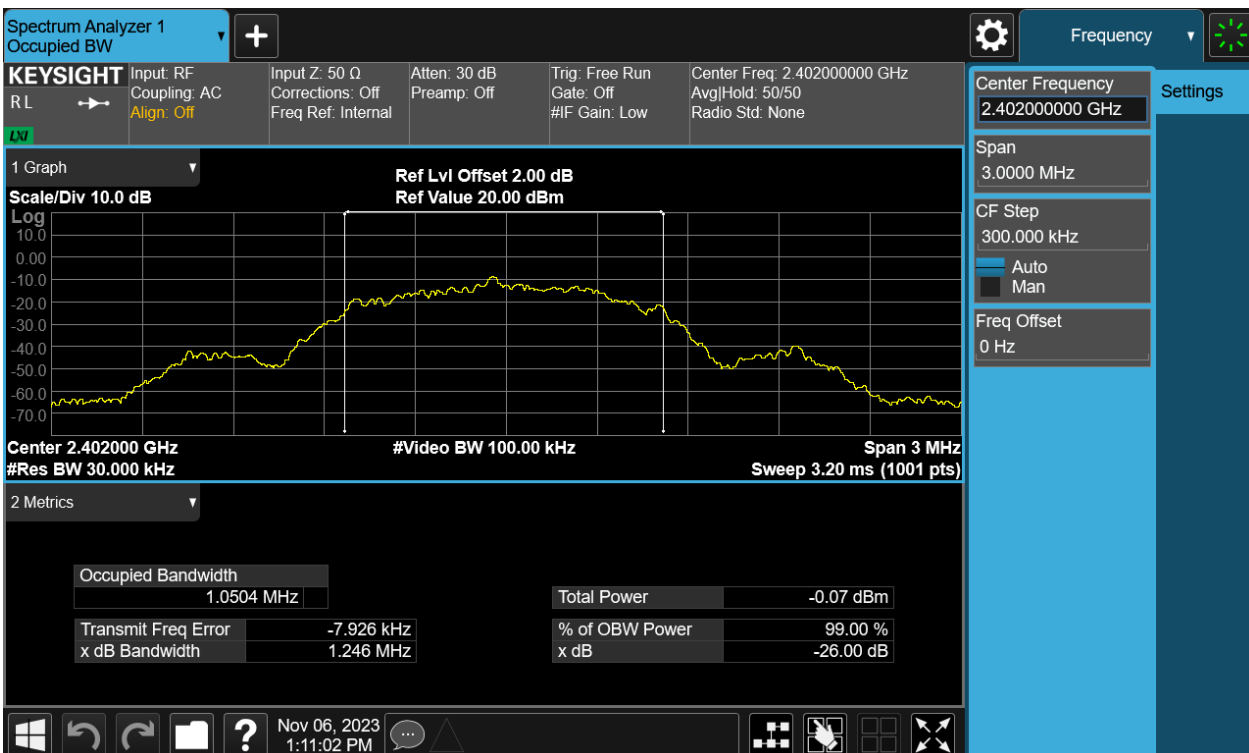 Spectrum Analyzer 1
Occupied BW
Frequency
KEYSIGHT
RL
LXI
Input: RF
Coupling: AC
Align: Off
Input Z: 50 Ω
Corrections: Off
Freq Ref: Internal
Atten: 30 dB
Preamp: Off
Trig: Free Run
Gate: Off
#IF Gain: Low
Center Freq: 2.402000000 GHz
Avg|Hold: 50/50
Radio Std: None
Center Frequency
2.402000000 GHz
Settings
Span
3.0000 MHz
CF Step
300.000 kHz
Auto
Man
Freq Offset
0 Hz
1 Graph
Scale/Div 10.0 dB
Ref Lvl Offset 2.00 dB
Ref Value 20.00 dBm
Log
10.0
0.00
-10.0
-20.0
-30.0
-40.0
-50.0
-60.0
-70.0
Center 2.402000 GHz
#Video BW 100.00 kHz
Span 3 MHz
#Res BW 30.000 kHz
Sweep 3.20 ms (1001 pts)
2 Metrics
Occupied Bandwidth
1.0504 MHz
Total Power -0.07 dBm
Transmit Freq Error -7.926 kHz
% of OBW Power 99.00 %
x dB Bandwidth 1.246 MHz
x dB -26.00 dB
Nov 06, 2023
1:11:02 PM